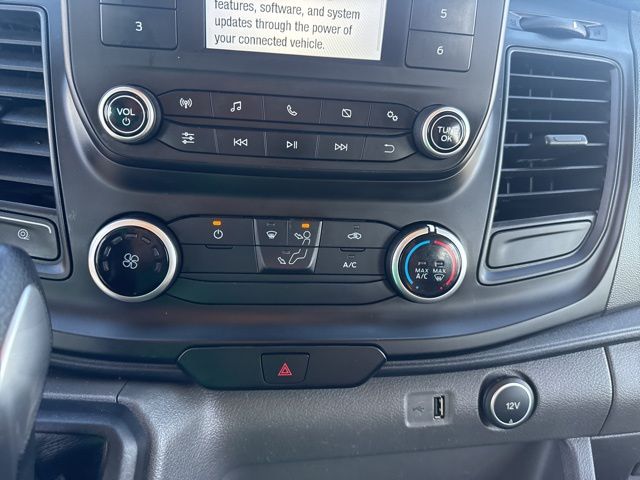 features, software, and system
updates through the power of
your connected vehicle.
3
5
6
VOL
TUNE
OK
A/C
MAX MAX
A/C
12V